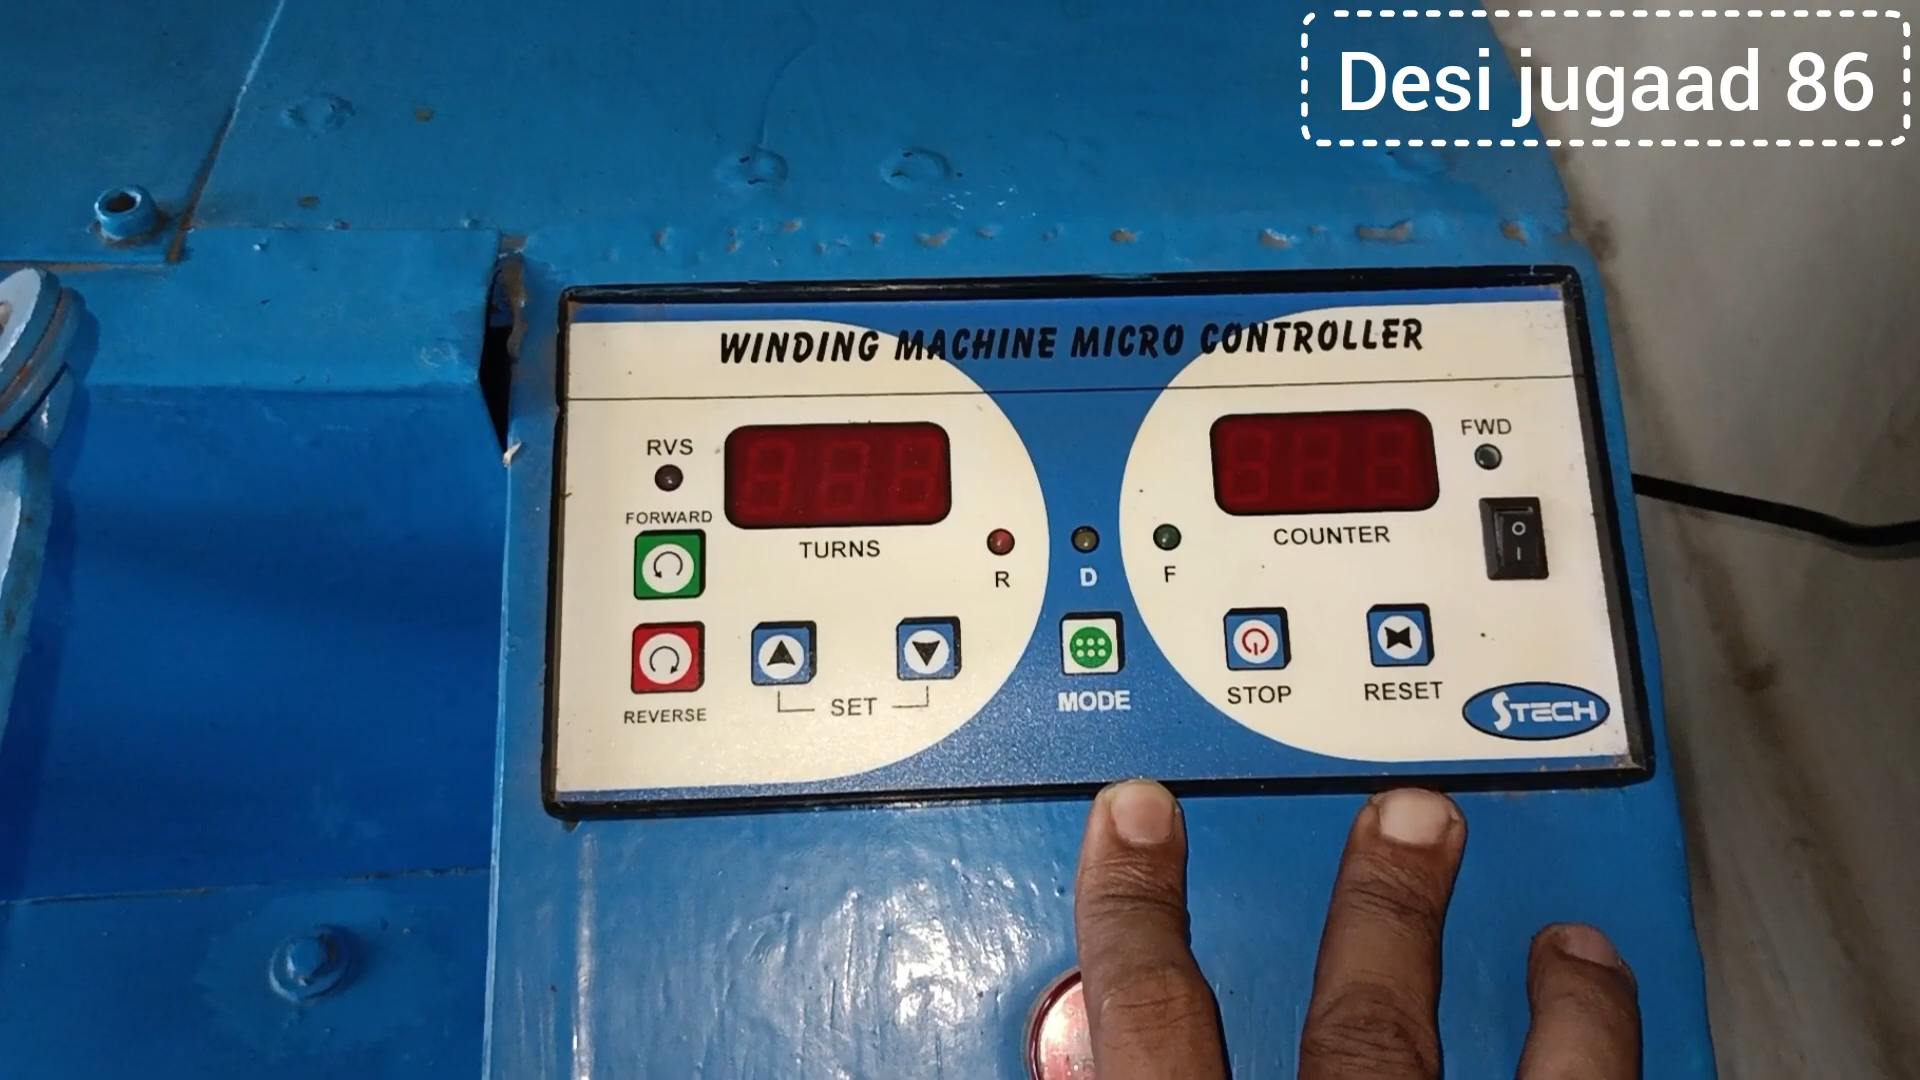 Desi jugaad 86
WINDING MACHINE MICRO CONTROLLER
RVS
FWD
FORWARD
TURNS
COUNTER
R
D
F
O
I
SET
MODE
STOP
RESET
REVERSE
STECH